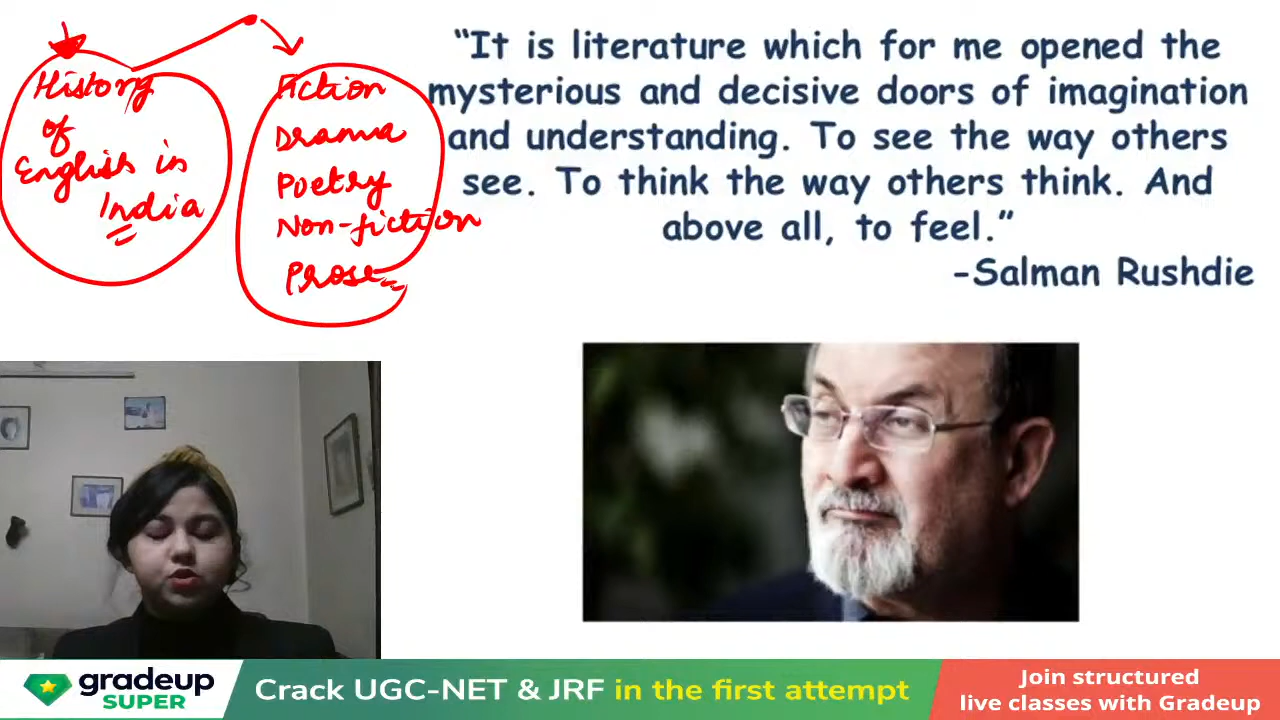 History
of
English in
India
Fiction
Drama
Poetry
Non-fiction
Prose
“It is literature which for me opened the
mysterious and decisive doors of imagination
and understanding. To see the way others
see. To think the way others think. And
above all, to feel.”
-Salman Rushdie
gradeup
SUPER
Crack UGC-NET & JRF in the first attempt
Join structured
live classes with Gradeup